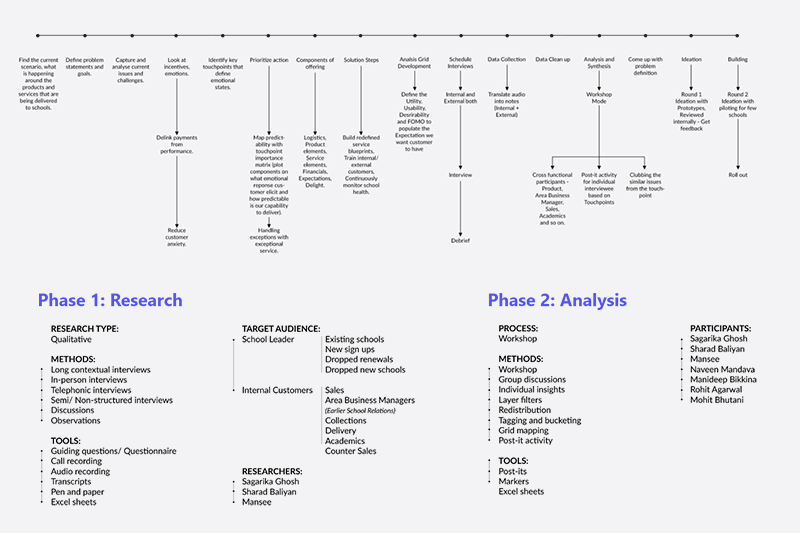 Find the current
scenario, what is
happening
around the
products and
services that are
being delivered
to schools.
Define problem
statements and
goals.
Capture and
analyse current
issues and
challenges.
Look at
incentives,
emotions.
Delink payments
from
performance.
Reduce
customer
anxiety.
Identify key
touchpoints that
define
emotional
states.
Prioritize action
Map predict-
ability with
touchpoint
importance
matrix (plot
components on
what emotional
reponse cus-
tomer elicit and
how predictable
is our capability
to deliver).
Handling
exceptions with
exceptional
service.
Components of
offering
Logistics,
Product
elements,
Service
elements,
Financials,
Expectations,
Delight.
Solution Steps
Build redefined
service
blueprints,
Train internal/
external
customers,
Continuously
monitor school
health.
Analsis Grid
Development
Define the
Utility,
Usability,
Desirability
and FOMO to
populate the
Expectation we
want customer
to have
Schedule
Interviews
Internal and
External both
Interview
Debrief
Data Collection
Translate audio
into notes
(Internal +
External)
Data Clean up
Analysis and
Synthesis
Workshop
Mode
Cross functional
participants -
Product,
Area Business
Manager,
Sales,
Academics
and so on.
Post-it activity
for individual
interviewee
based on
Touchpoints
Clubbing the
similar issues
from the touch-
point
Come up with
problem
definition
Ideation
Round 1
Ideation with
Prototypes,
Reviewed
internally - Get
feedback
Building
Round 2
Ideation with
piloting for few
schools
Roll out
Phase 1: Research
RESEARCH TYPE:
Qualitative
METHODS:
Long contextual interviews
In-person interviews
Telephonic interviews
Semi/ Non-structured interviews
Discussions
Observations
TOOLS:
Guiding questions/ Questionnaire
Call recording
Audio recording
Transcripts
Pen and paper
Excel sheets
TARGET AUDIENCE:
School Leader
Existing schools
New sign ups
Dropped renewals
Dropped new schools
Internal Customers
Sales
Area Business Managers
(Earlier School Relations)
Collections
Delivery
Academics
Counter Sales
RESEARCHERS:
Sagarika Ghosh
Sharad Baliyan
Mansee
Phase 2: Analysis
PROCESS:
Workshop
METHODS:
Workshop
Group discussions
Individual insights
Layer filters
Redistribution
Tagging and bucketing
Grid mapping
Post-it activity
TOOLS:
Post-its
Markers
Excel sheets
PARTICIPANTS:
Sagarika Ghosh
Sharad Baliyan
Mansee
Naveen Mandava
Manideep Bikkina
Rohit Agarwal
Mohit Bhutani